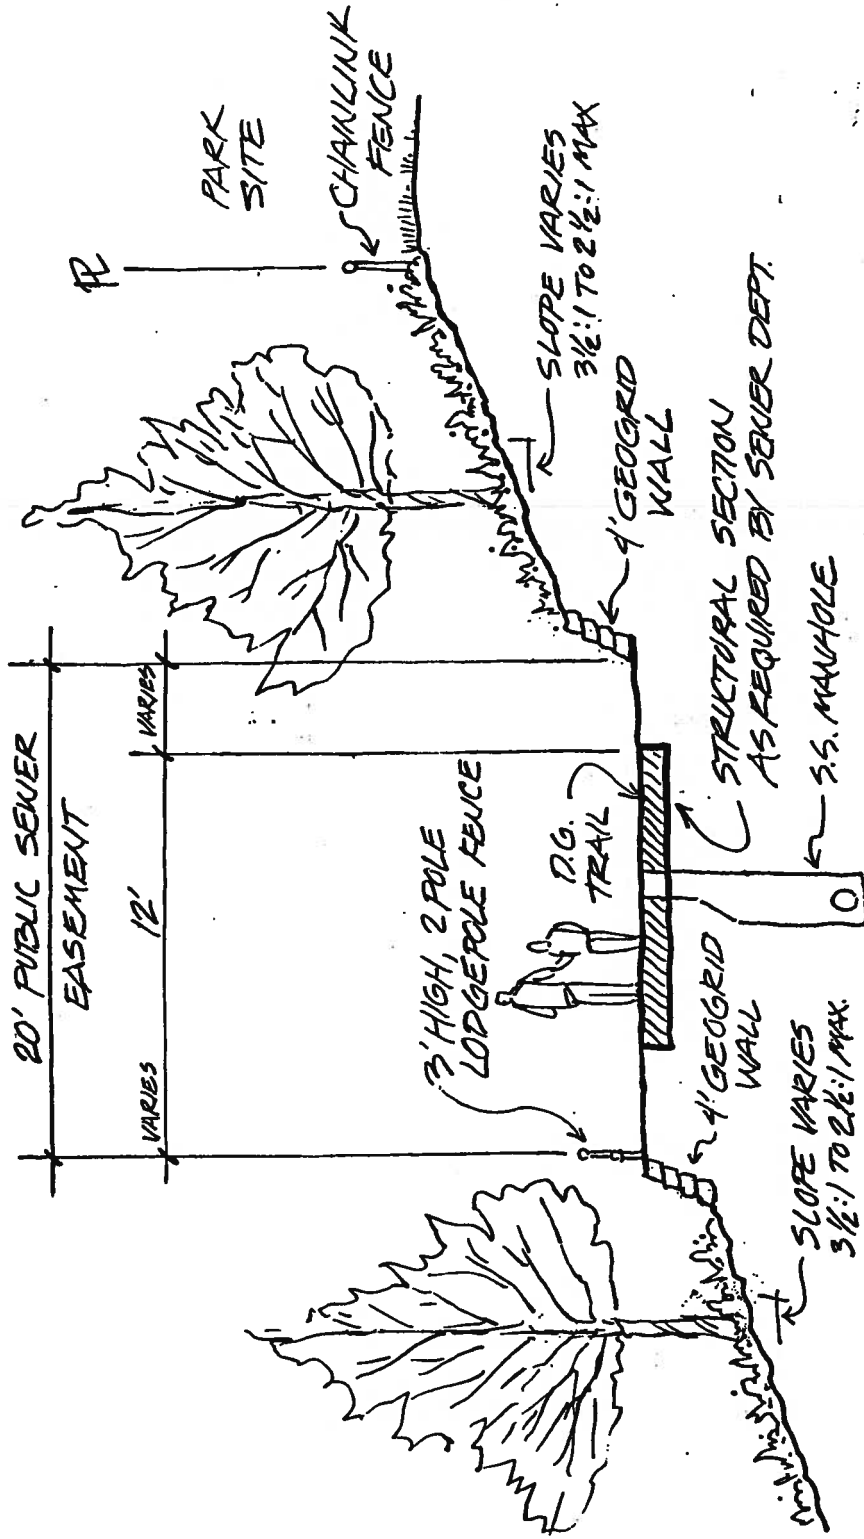 20' PUBLIC SEWER
EASEMENT
VARIES
12'
VARIES
PL
PARK
SITE
CHAINLINK
FENCE
3' HIGH, 2 POLE
LODGEPOLE FENCE
D.G.
TRAIL
SLOPE VARIES
3½:1 TO 2½:1 MAX
4' GEOGRID
WALL
STRUCTURAL SECTION
AS REQUIRED BY SEWER DEPT.
S.S. MANHOLE
4' GEOGRID
WALL
SLOPE VARIES
3½:1 TO 2½:1 MAX.